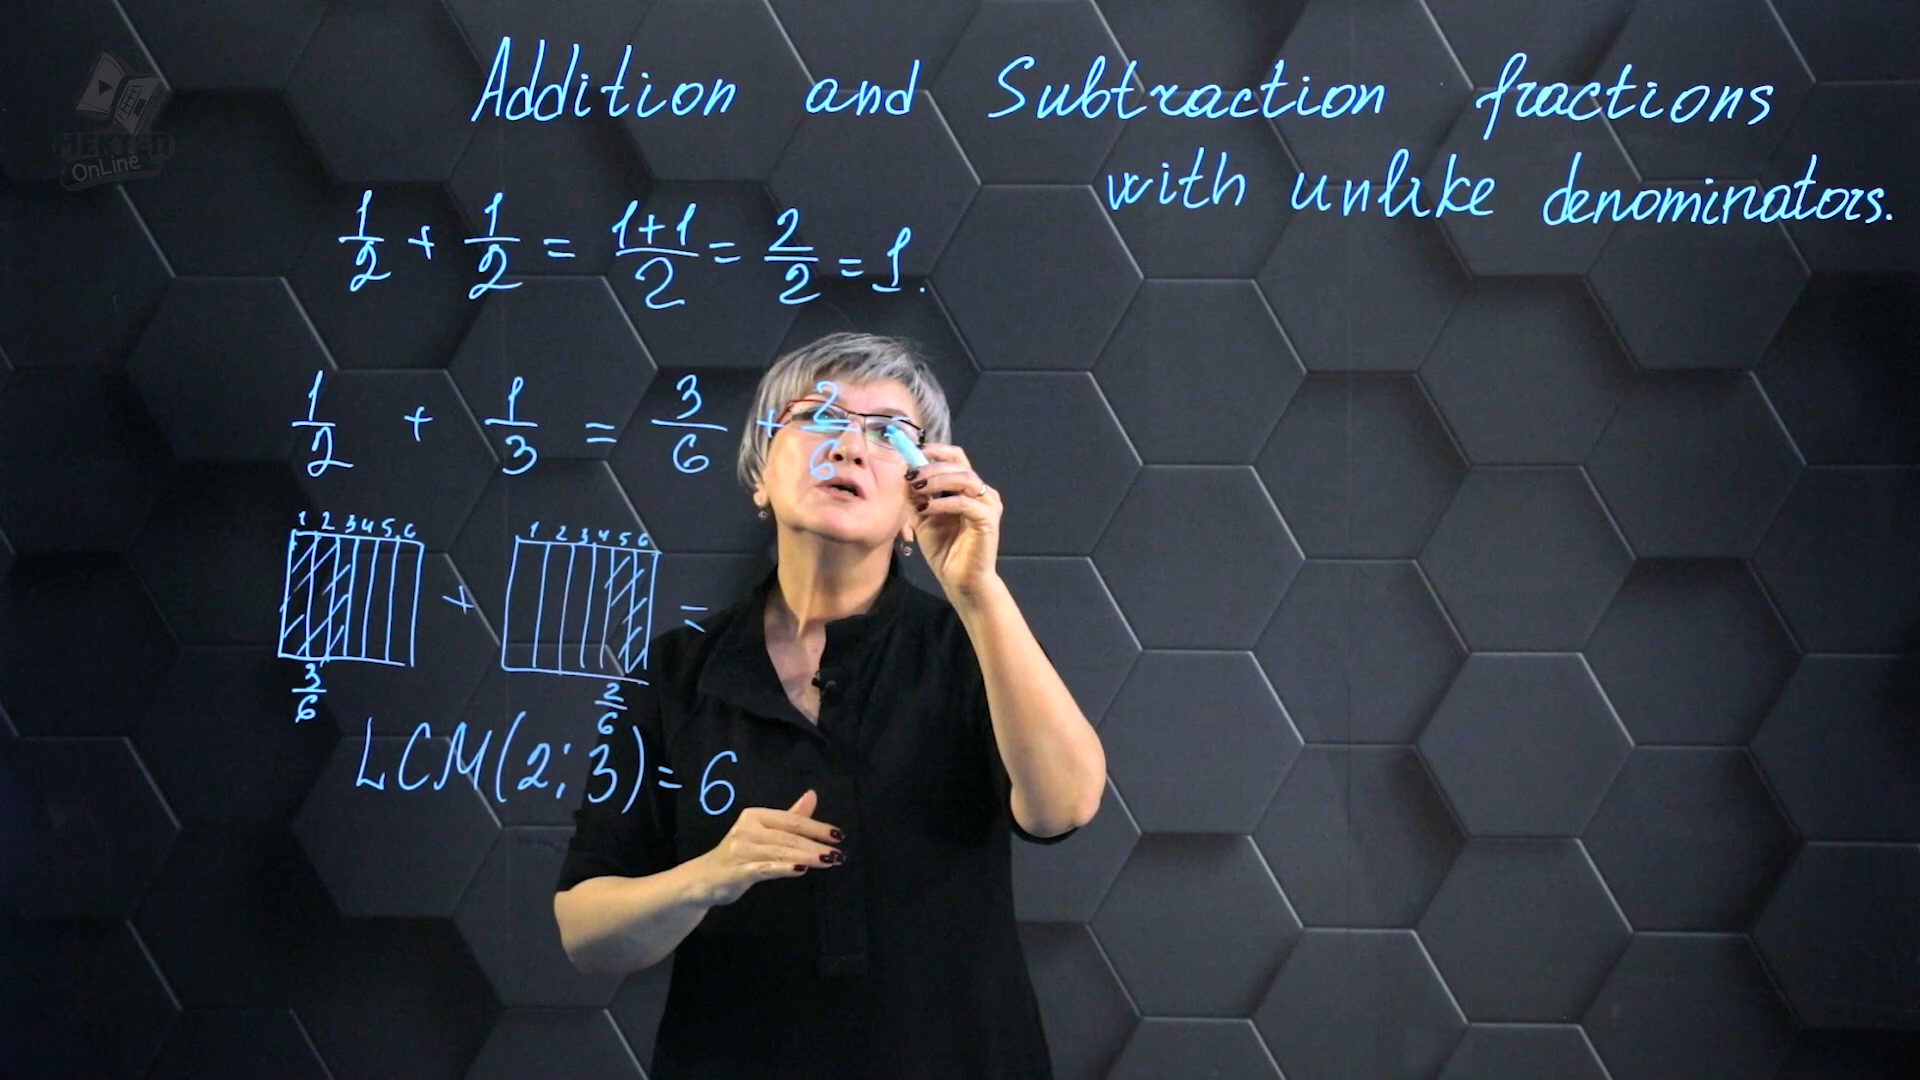 Addition and Subtraction fractions
with unlike denominators.
МЕКТЕП
OnLine
1/2 + 1/2 = 1+1/2 = 2/2 = 1.
1/2 + 1/3 = 3/6 + 2/6
1 2 3 4 5 6
1 2 3 4 5 6
+ =
3/6
2/6
LCM(2;3)=6